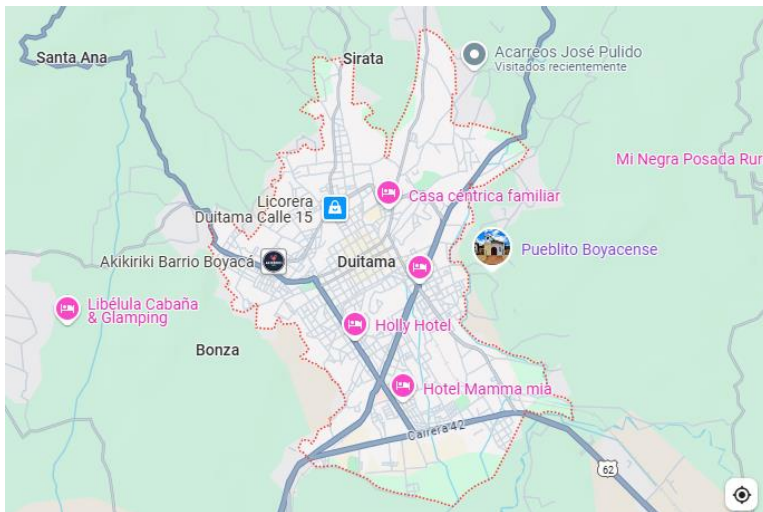 Santa Ana
Sirata
Acarreos José Pulido
Visitados recientemente
Mi Negra Posada Rur
Casa céntrica familiar
Licorera
Duitama Calle 15
Pueblito Boyacense
Akikiriki Barrio Boyacá
Duitama
Libélula Cabaña
& Glamping
Holly Hotel
Bonza
Hotel Mamma mia
Carrera 42
62